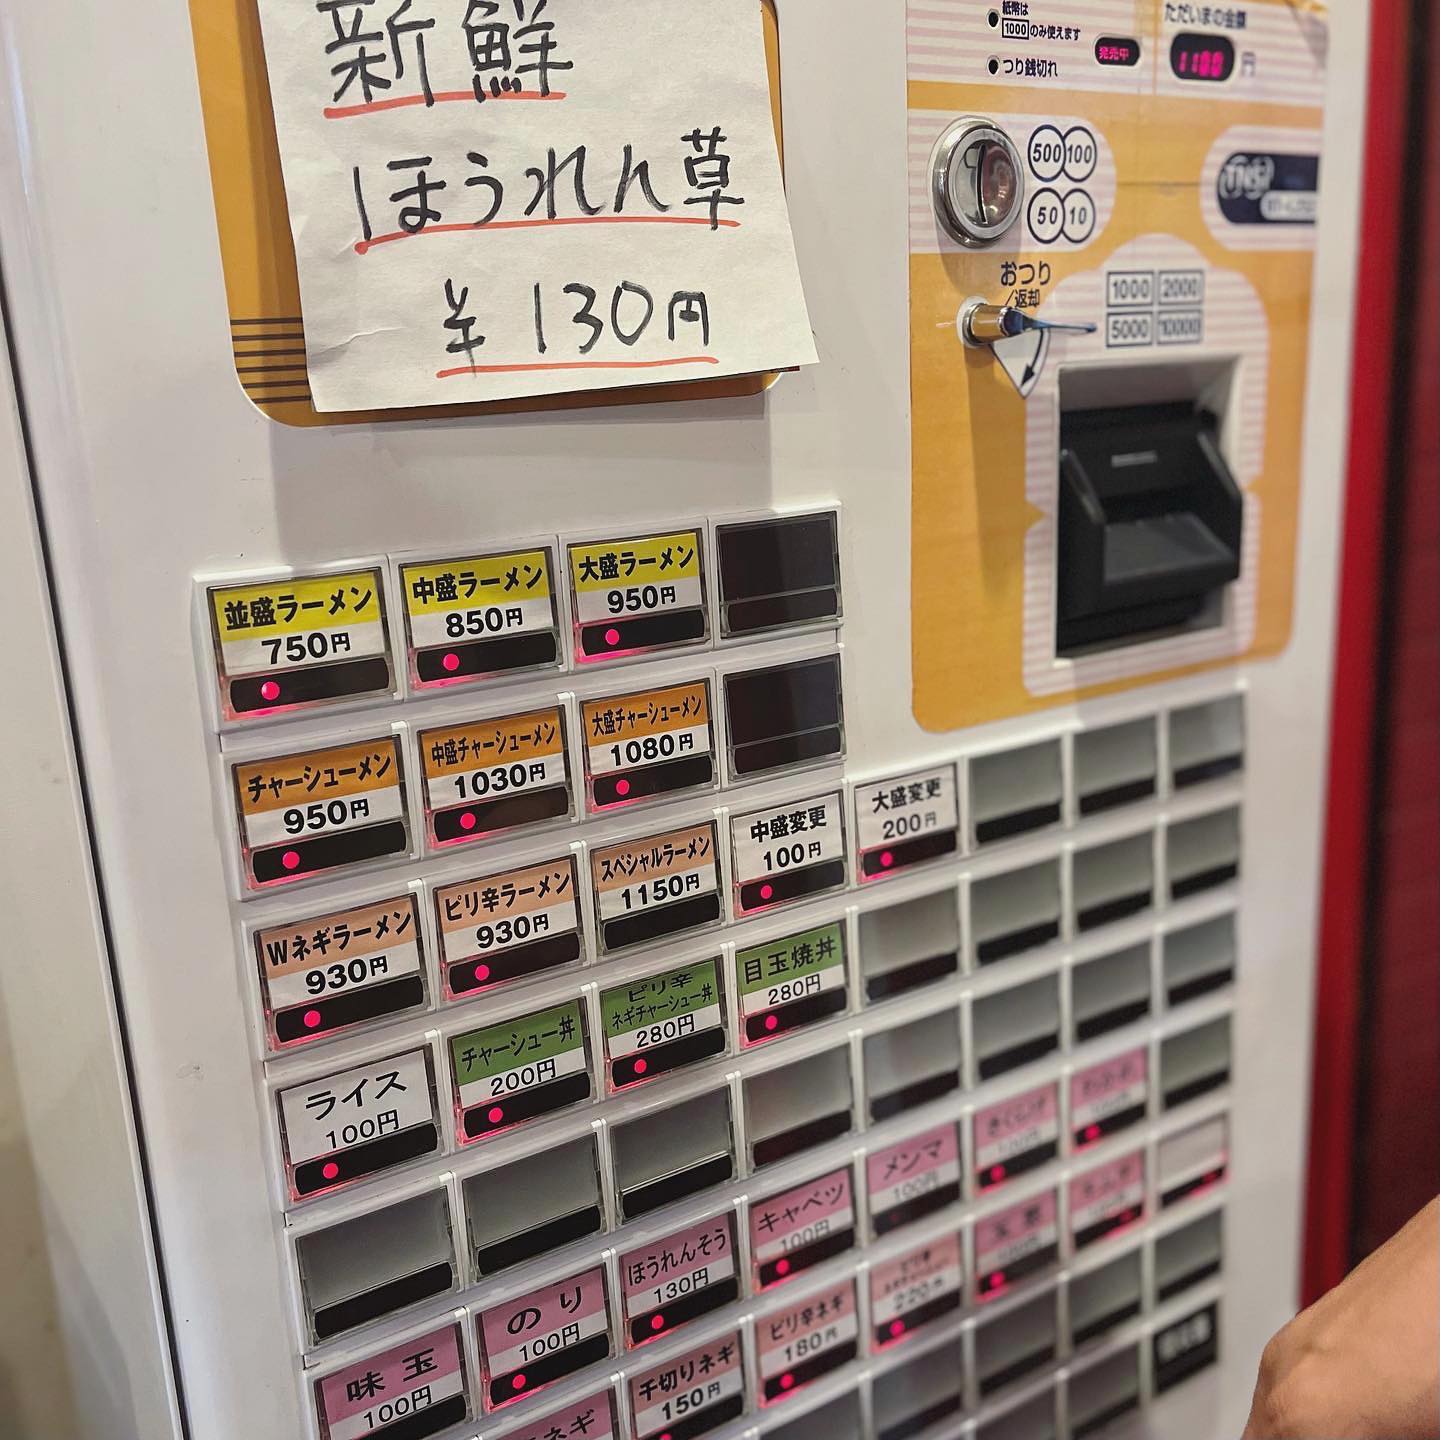 新鮮
ほうれん草
¥130円
紙幣は
1000のみ使えます
つり銭切れ
発売中
ただいまの金額
1100円
500 100
50 10
おつり
/返却
1000 2000
5000 10000
並盛ラーメン
750円
中盛ラーメン
850円
大盛ラーメン
950円
チャーシューメン
950円
中盛チャーシューメン
1030円
大盛チャーシューメン
1080円
Wネギラーメン
930円
ピリ辛ラーメン
930円
スペシャルラーメン
1150円
中盛変更
100円
大盛変更
200円
ライス
100円
チャーシュー丼
200円
ピリ辛
ネギチャーシュー丼
280円
目玉焼丼
280円
味玉
100円
のり
100円
ほうれんそう
130円
キャベツ
100円
メンマ
100円
ネギ
千切りネギ
150円
ピリ辛ネギ
180円
220円